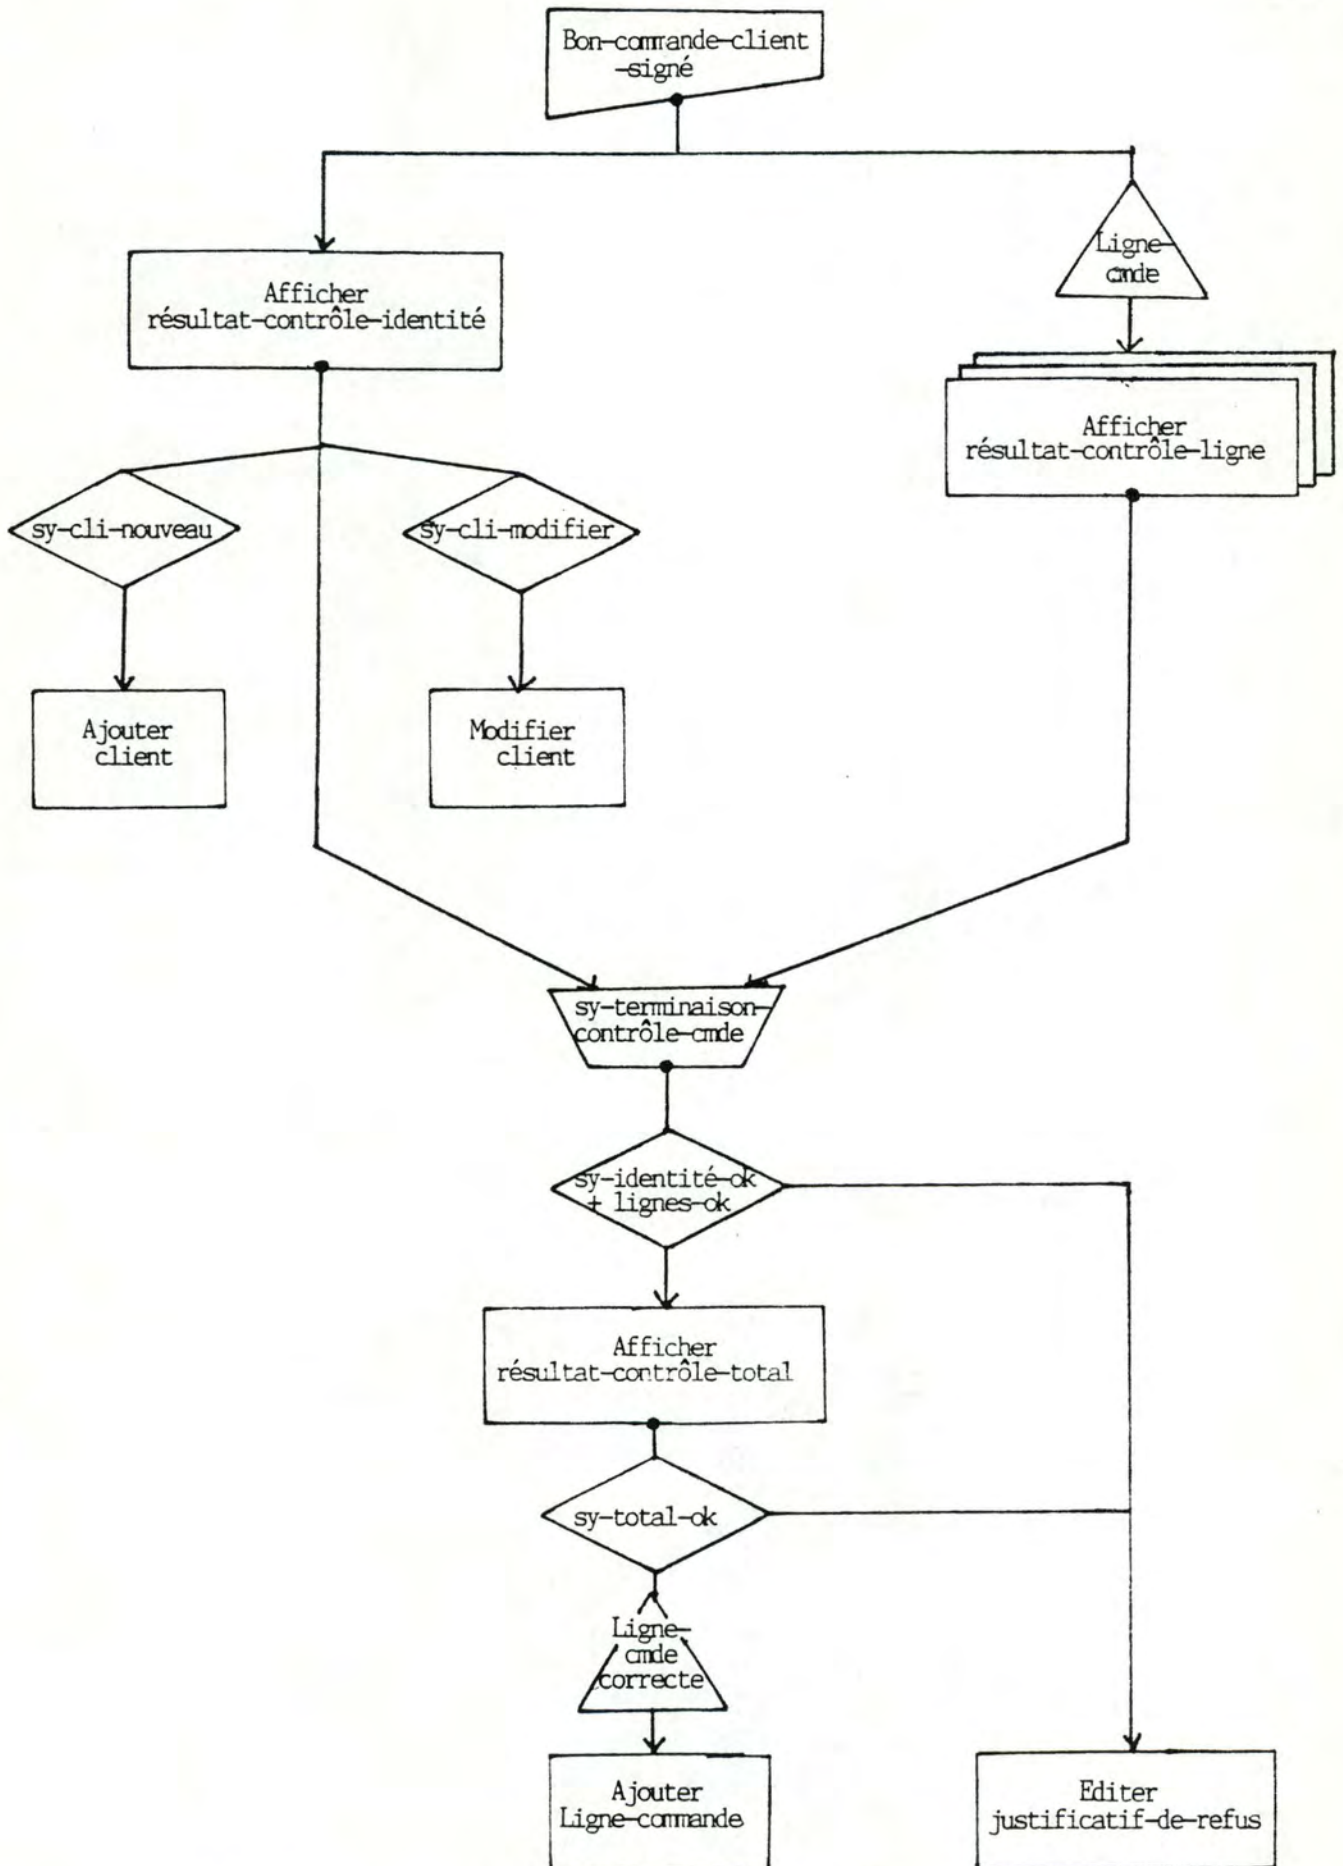 Bon-commande-client
-signé
Ligne-
cmde
Afficher
résultat-contrôle-identité
Afficher
résultat-contrôle-ligne
sy-cli-nouveau
sy-cli-modifier
Ajouter
client
Modifier
client
sy-terminaison-
contrôle-cmde
sy-identité-ok
+ lignes-ok
Afficher
résultat-contrôle-total
sy-total-ok
Ligne-
cmde
correcte
Ajouter
Ligne-commande
Editer
justificatif-de-refus